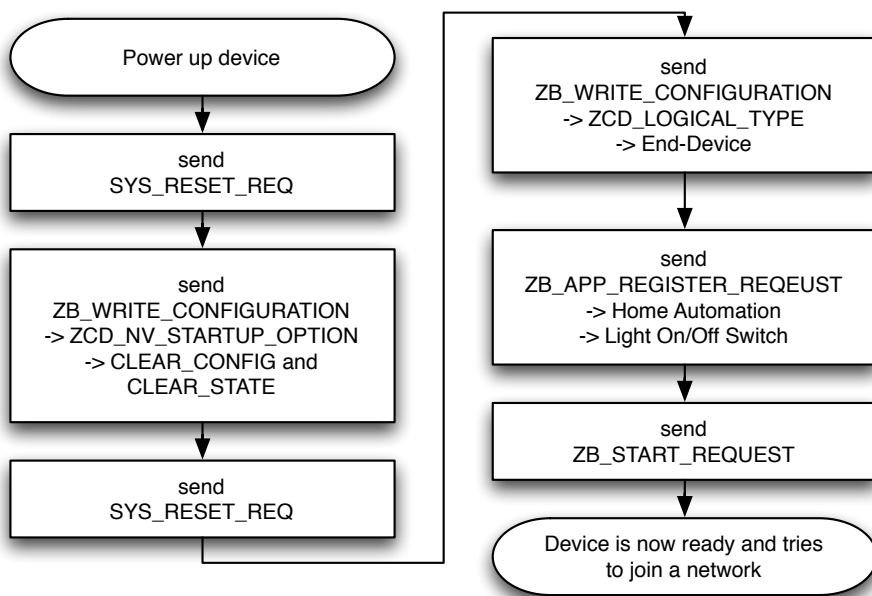 Power up device
send
SYS_RESET_REQ
send
ZB_WRITE_CONFIGURATION
-> ZCD_NV_STARTUP_OPTION
-> CLEAR_CONFIG and
CLEAR_STATE
send
SYS_RESET_REQ
send
ZB_WRITE_CONFIGURATION
-> ZCD_LOGICAL_TYPE
-> End-Device
send
ZB_APP_REGISTER_REQEUST
-> Home Automation
-> Light On/Off Switch
send
ZB_START_REQUEST
Device is now ready and tries
to join a network